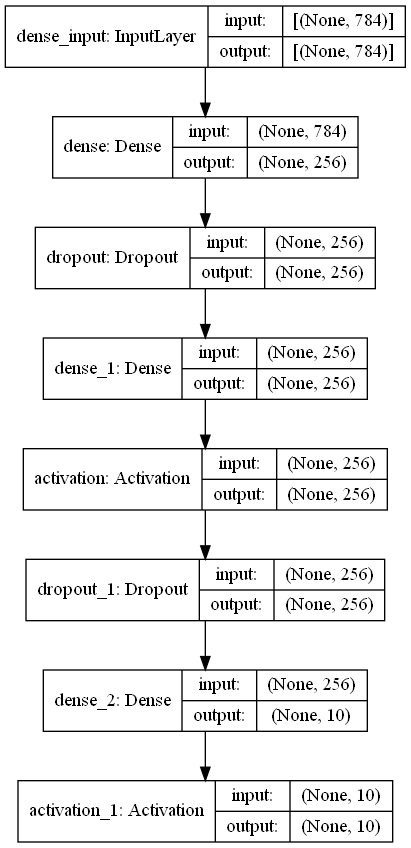 dense_input: InputLayer
input: [(None, 784)]
output: [(None, 784)]
dense: Dense
input: (None, 784)
output: (None, 256)
dropout: Dropout
input: (None, 256)
output: (None, 256)
dense_1: Dense
input: (None, 256)
output: (None, 256)
activation: Activation
input: (None, 256)
output: (None, 256)
dropout_1: Dropout
input: (None, 256)
output: (None, 256)
dense_2: Dense
input: (None, 256)
output: (None, 10)
activation_1: Activation
input: (None, 10)
output: (None, 10)